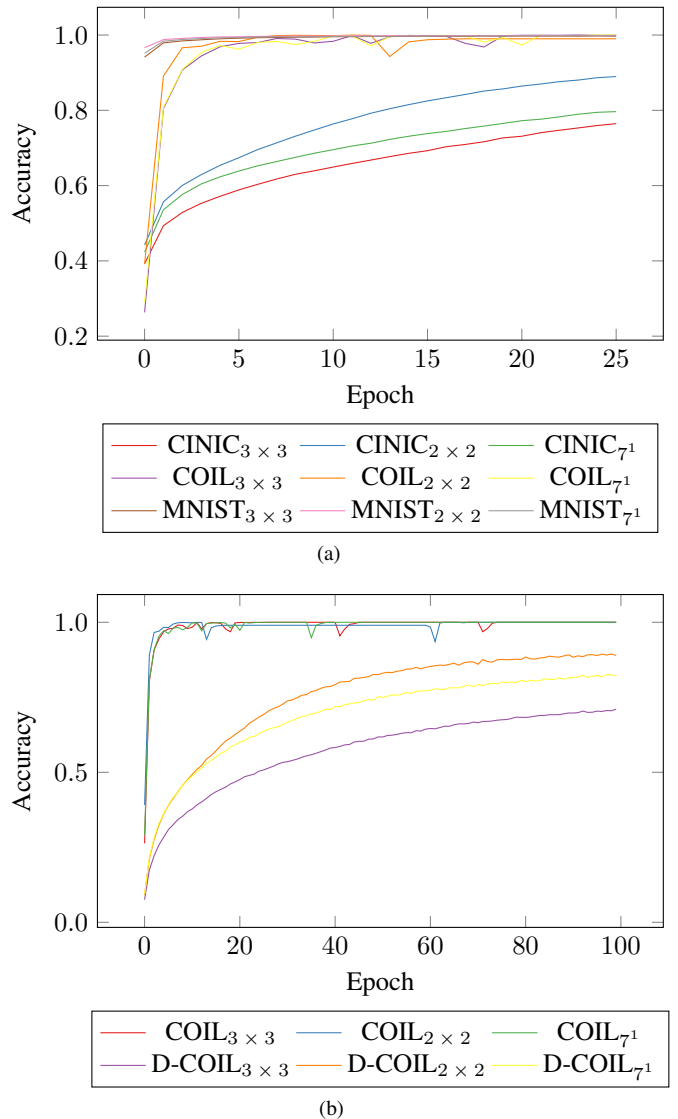 1.0
0.8
0.6
0.4
0.2
Accuracy
0 5 10 15 20 25
Epoch
CINIC3 × 3 CINIC2 × 2 CINIC7¹
COIL3 × 3 COIL2 × 2 COIL7¹
MNIST3 × 3 MNIST2 × 2 MNIST7¹
(a)
1.0
0.5
0.0
Accuracy
0 20 40 60 80 100
Epoch
COIL3 × 3 COIL2 × 2 COIL7¹
D-COIL3 × 3 D-COIL2 × 2 D-COIL7¹
(b)